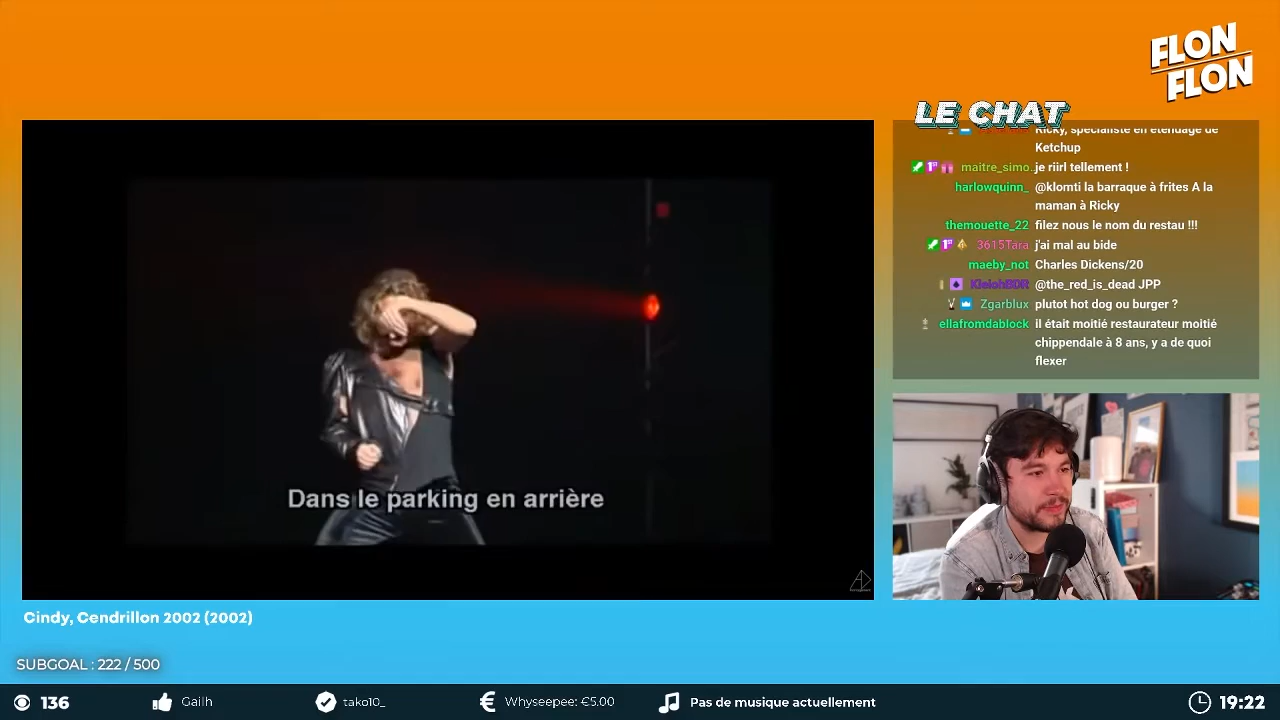 FLON
FLON
LE CHAT
Ricky, spécialiste en étendage de
Ketchup
maitre_simo. je riirl tellement !
harlowquinn_ @klomti la barraque à frites A la
maman à Ricky
themouette_22 filez nous le nom du restau !!!
3615Tara j'ai mal au bide
maeby_not Charles Dickens/20
@the_red_is_dead JPP
Zgarblux plutot hot dog ou burger ?
ellafromdablock il était moitié restaurateur moitié
chippendale à 8 ans, y a de quoi
flexer
Dans le parking en arrière
Cindy, Cendrillon 2002 (2002)
SUBGOAL : 222 / 500
136 Gailh tako10_ € Whyseepee: €5.00 Pas de musique actuellement 19:22